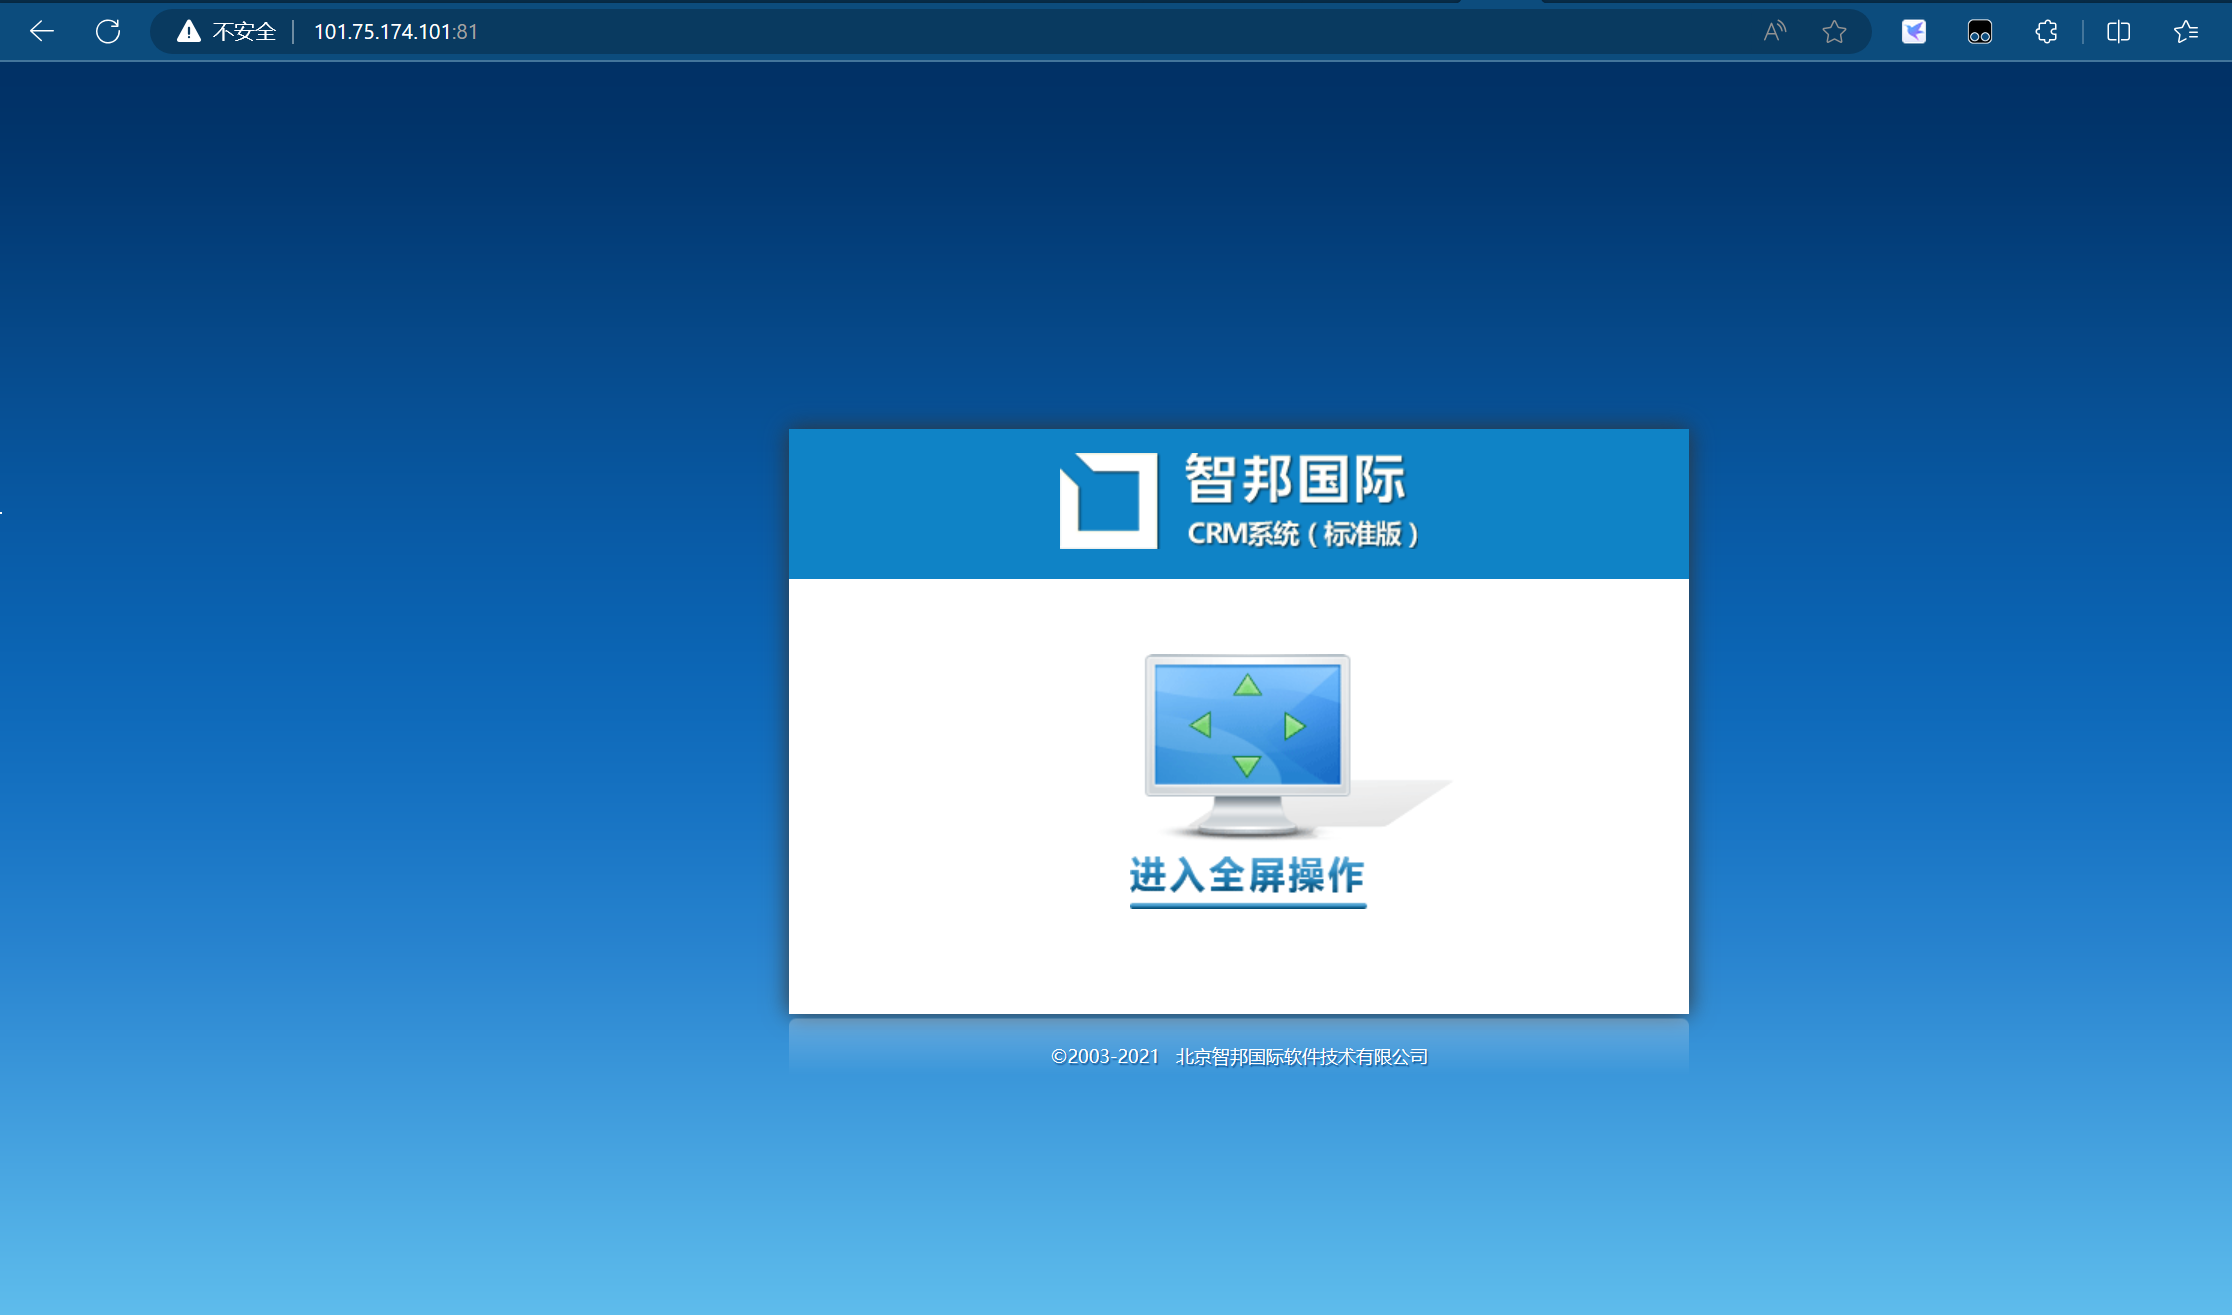 不安全 101.75.174.101:81
智邦国际
CRM系统（标准版）
进入全屏操作
©2003-2021 北京智邦国际软件技术有限公司